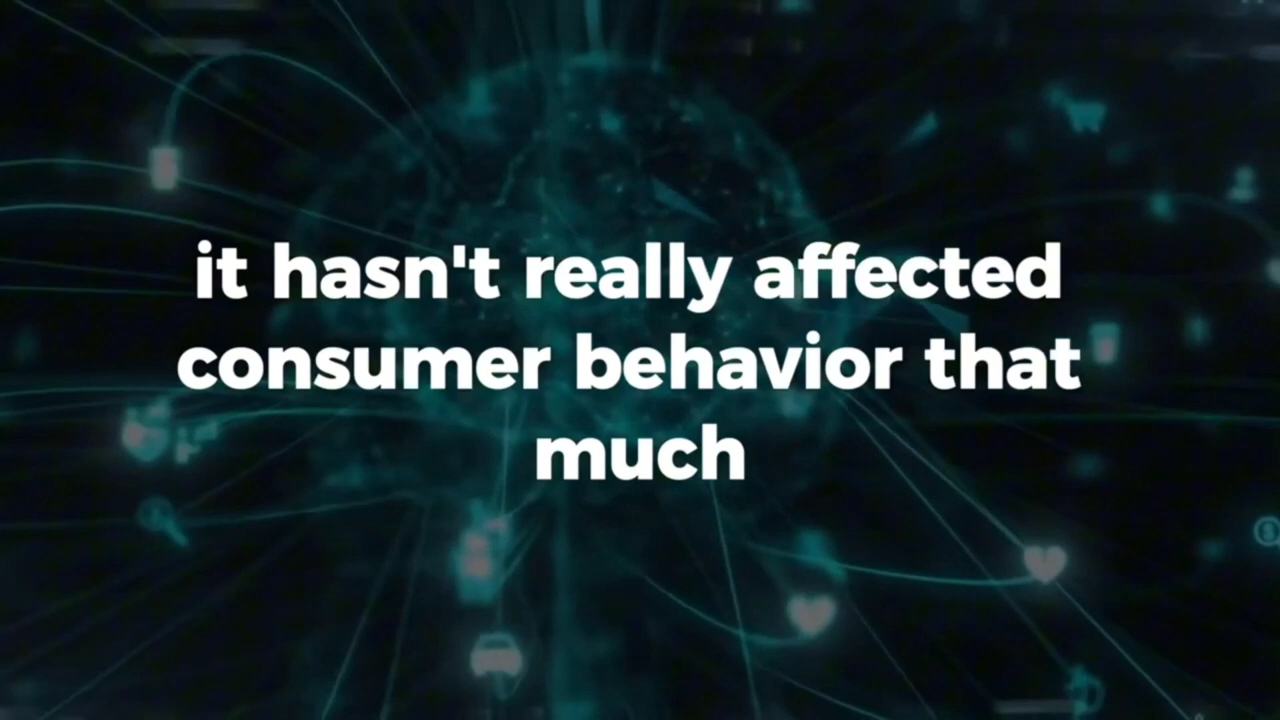 it hasn't really affected
consumer behavior that
much